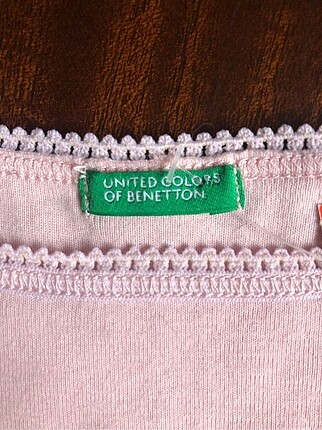 UNITED COLORS
OF BENETTON.